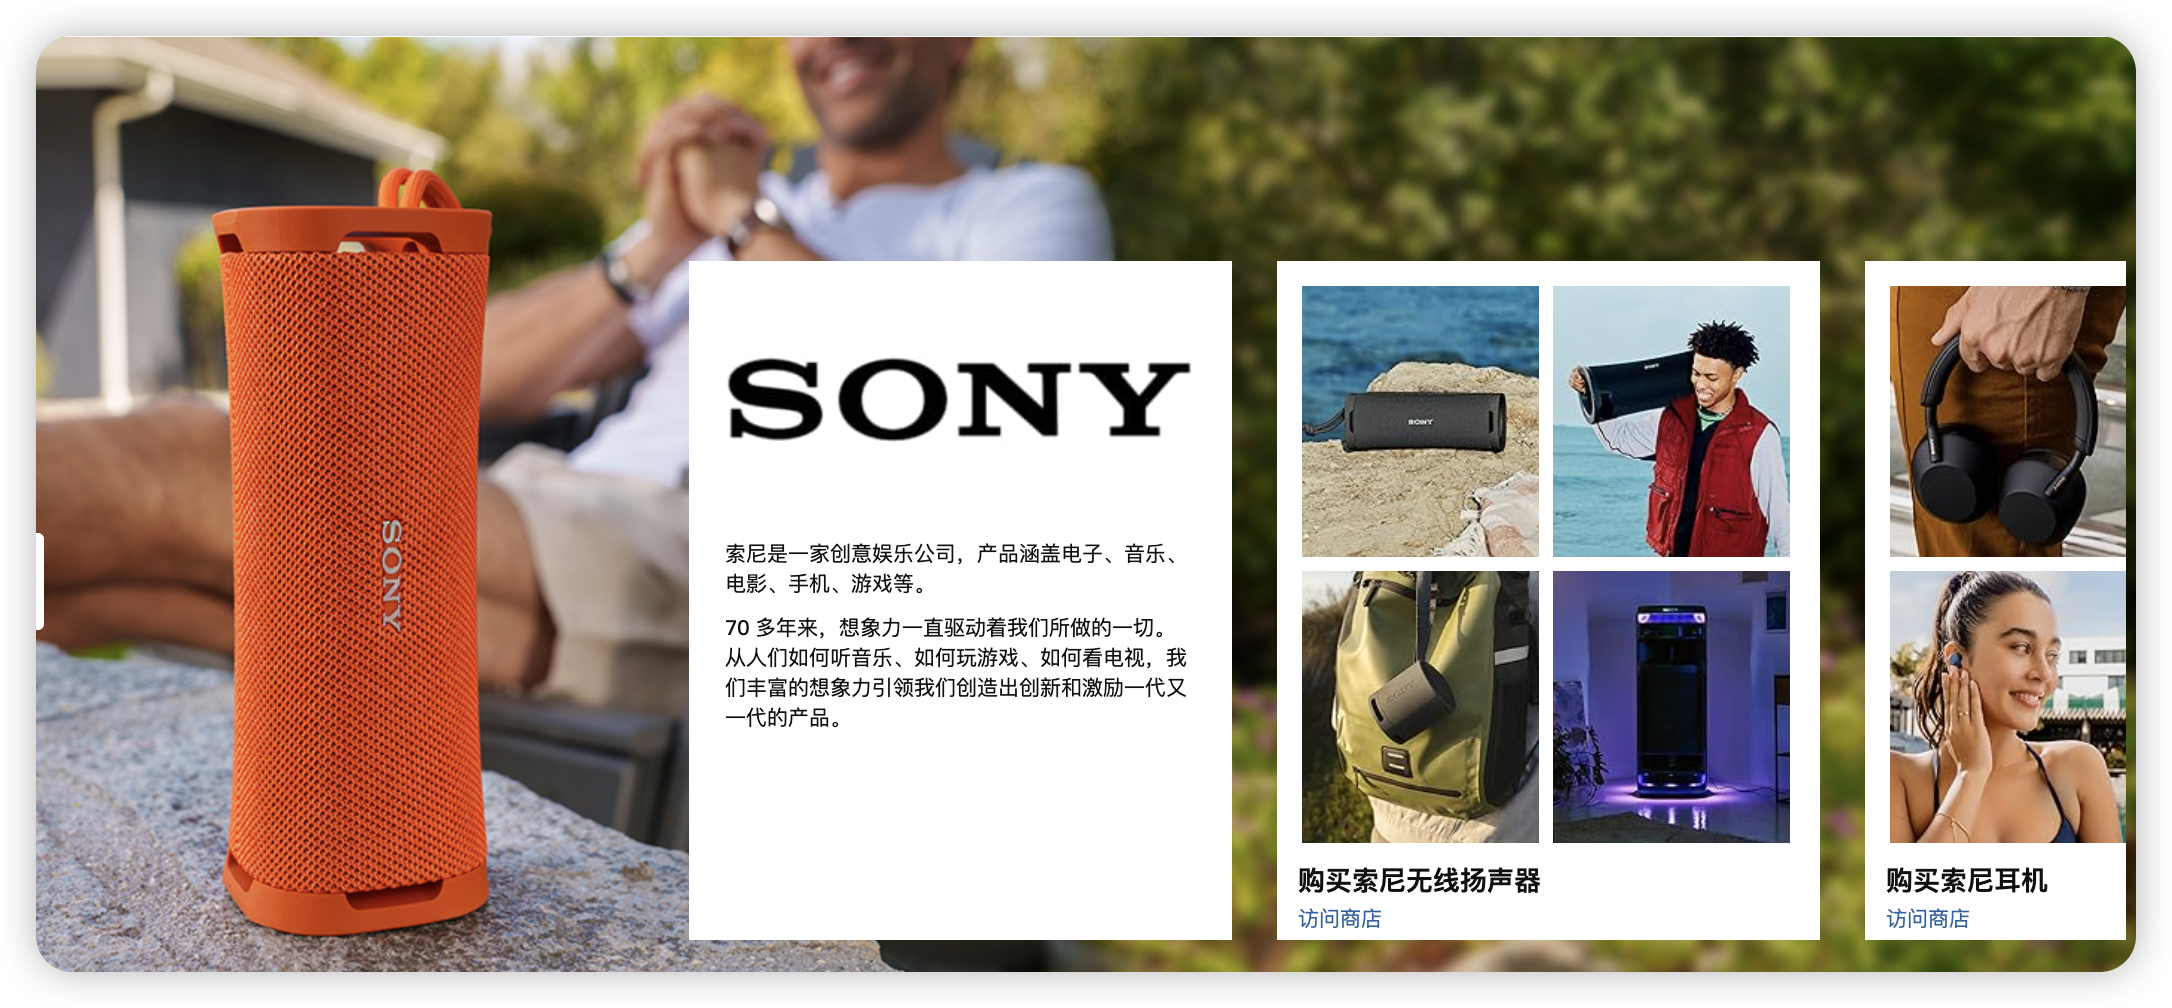 SONY
SONY
索尼是一家创意娱乐公司，产品涵盖电子、音乐、
电影、手机、游戏等。
70 多年来，想象力一直驱动着我们所做的一切。
从人们如何听音乐、如何玩游戏、如何看电视，我
们丰富的想象力引领我们创造出创新和激励一代又
一代的产品。
SONY
SONY
SONY
购买索尼无线扬声器
访问商店
购买索尼耳机
访问商店